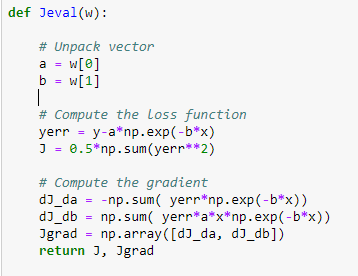 def Jeval(w):
# Unpack vector
a = w[0]
b = w[1]
# Compute the loss function
yerr = y-a*np.exp(-b*x)
J = 0.5*np.sum(yerr**2)
# Compute the gradient
dJ_da = -np.sum( yerr*np.exp(-b*x))
dJ_db = np.sum( yerr*a*x*np.exp(-b*x))
Jgrad = np.array([dJ_da, dJ_db])
return J, Jgrad